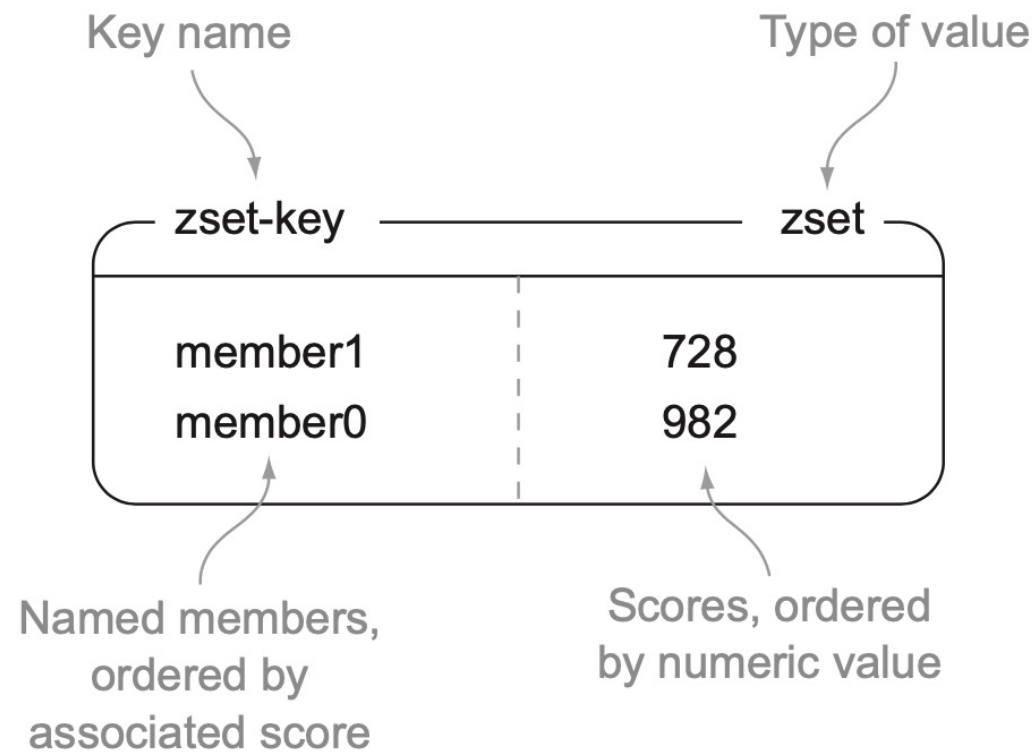 Key name
Type of value
zset-key
zset
member1 728
member0 982
Named members,
ordered by
associated score
Scores, ordered
by numeric value